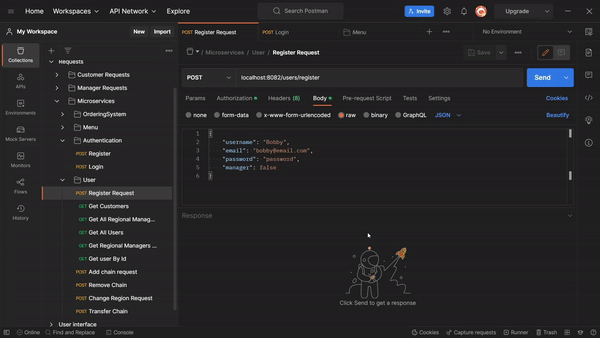 Home Workspaces API Network Explore Search Postman Invite Upgrade
My Workspace New Import POST Register Request POST Login Menu No Environment
Collections
APIs
Environments
Mock Servers
Monitors
Flows
History
Requests
Customer Requests
Manager Requests
Microservices
OrderingSystem
Menu
Authentication
POST Register
POST Login
User
POST Register Request
GET Get Customers
GET Get All Regional Manag...
GET Get All Users
GET Get Regional Managers ...
GET Get user By Id
POST Add chain request
POST Remove Chain
POST Change Region Request
POST Transfer Chain
User interface
/ Microservices / User / Register Request Save
POST localhost:8082/users/register Send
Params Authorization Headers (8) Body Pre-request Script Tests Settings Cookies
none form-data x-www-form-urlencoded raw binary GraphQL JSON Beautify
1 {
2 "username": "Bobby",
3 "email": "bobby@email.com",
4 "password": "password",
5 "manager": false
6 }
Response
Click Send to get a response
Online Find and Replace Console Cookies Capture requests Runner Trash